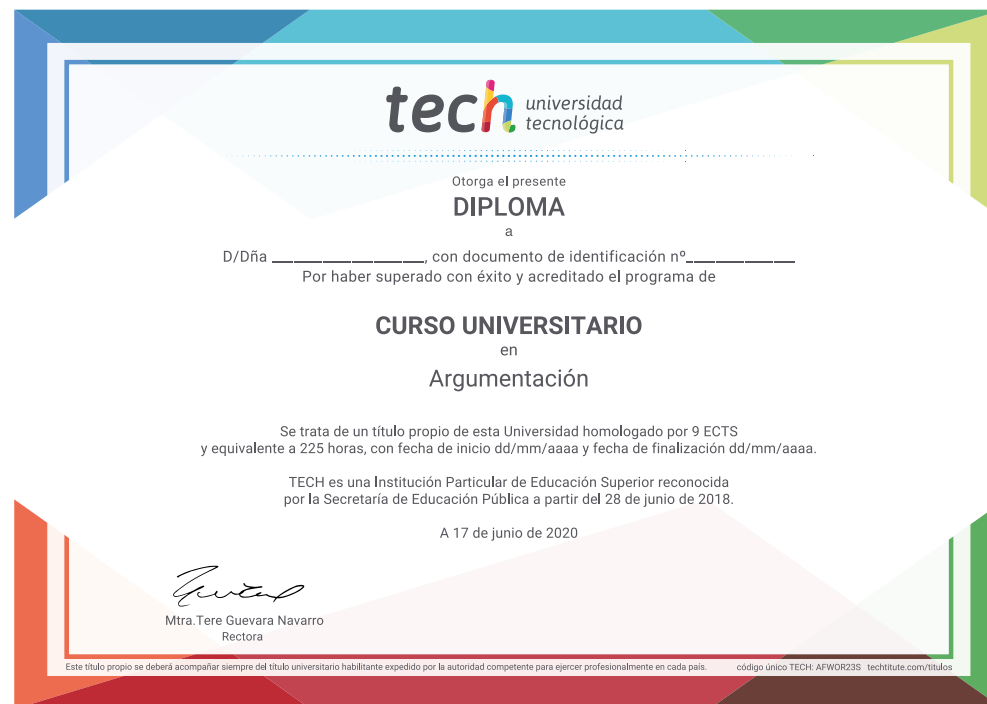 tech universidad
tecnológica
Otorga el presente
DIPLOMA
a
D/Dña ____________________, con documento de identificación nº______________
Por haber superado con éxito y acreditado el programa de
CURSO UNIVERSITARIO
en
Argumentación
Se trata de un título propio de esta Universidad homologado por 9 ECTS
y equivalente a 225 horas, con fecha de inicio dd/mm/aaaa y fecha de finalización dd/mm/aaaa.
TECH es una Institución Particular de Educación Superior reconocida
por la Secretaría de Educación Pública a partir del 28 de junio de 2018.
A 17 de junio de 2020
Mtra.Tere Guevara Navarro
Rectora
Este título propio se deberá acompañar siempre del título universitario habilitante expedido por la autoridad competente para ejercer profesionalmente en cada país. código único TECH: AFWOR23S techtitute.com/titulos